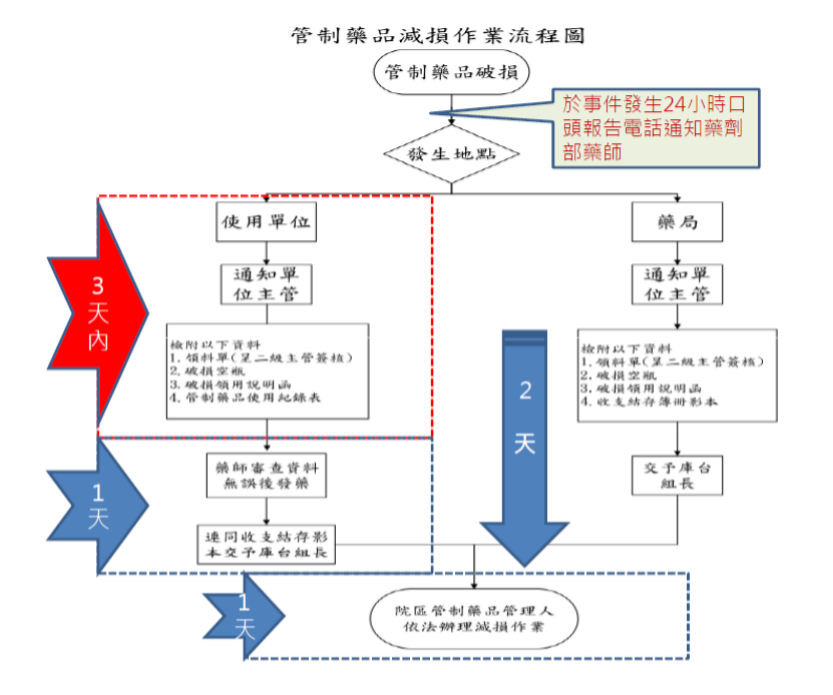 管制藥品減損作業流程圖
管制藥品破損
於事件發生24小時口
頭報告電話通知藥劑
部藥師
發生地點
使用單位
通知單
位主管
檢附以下資料
1. 領料單(呈二級主管簽核)
2. 破損空瓶
3. 破損領用說明函
4. 管制藥品使用紀錄表
3
天
內
藥師審查資料
無誤後發藥
連同收支結存影
本交予庫台組長
1
天
藥局
通知單
位主管
檢附以下資料
1. 領料單(呈二級主管簽核)
2. 破損空瓶
3. 破損領用說明函
4. 收支結存簿冊影本
交予庫台
組長
2
天
1
天
院區管制藥品管理人
依法辦理減損作業